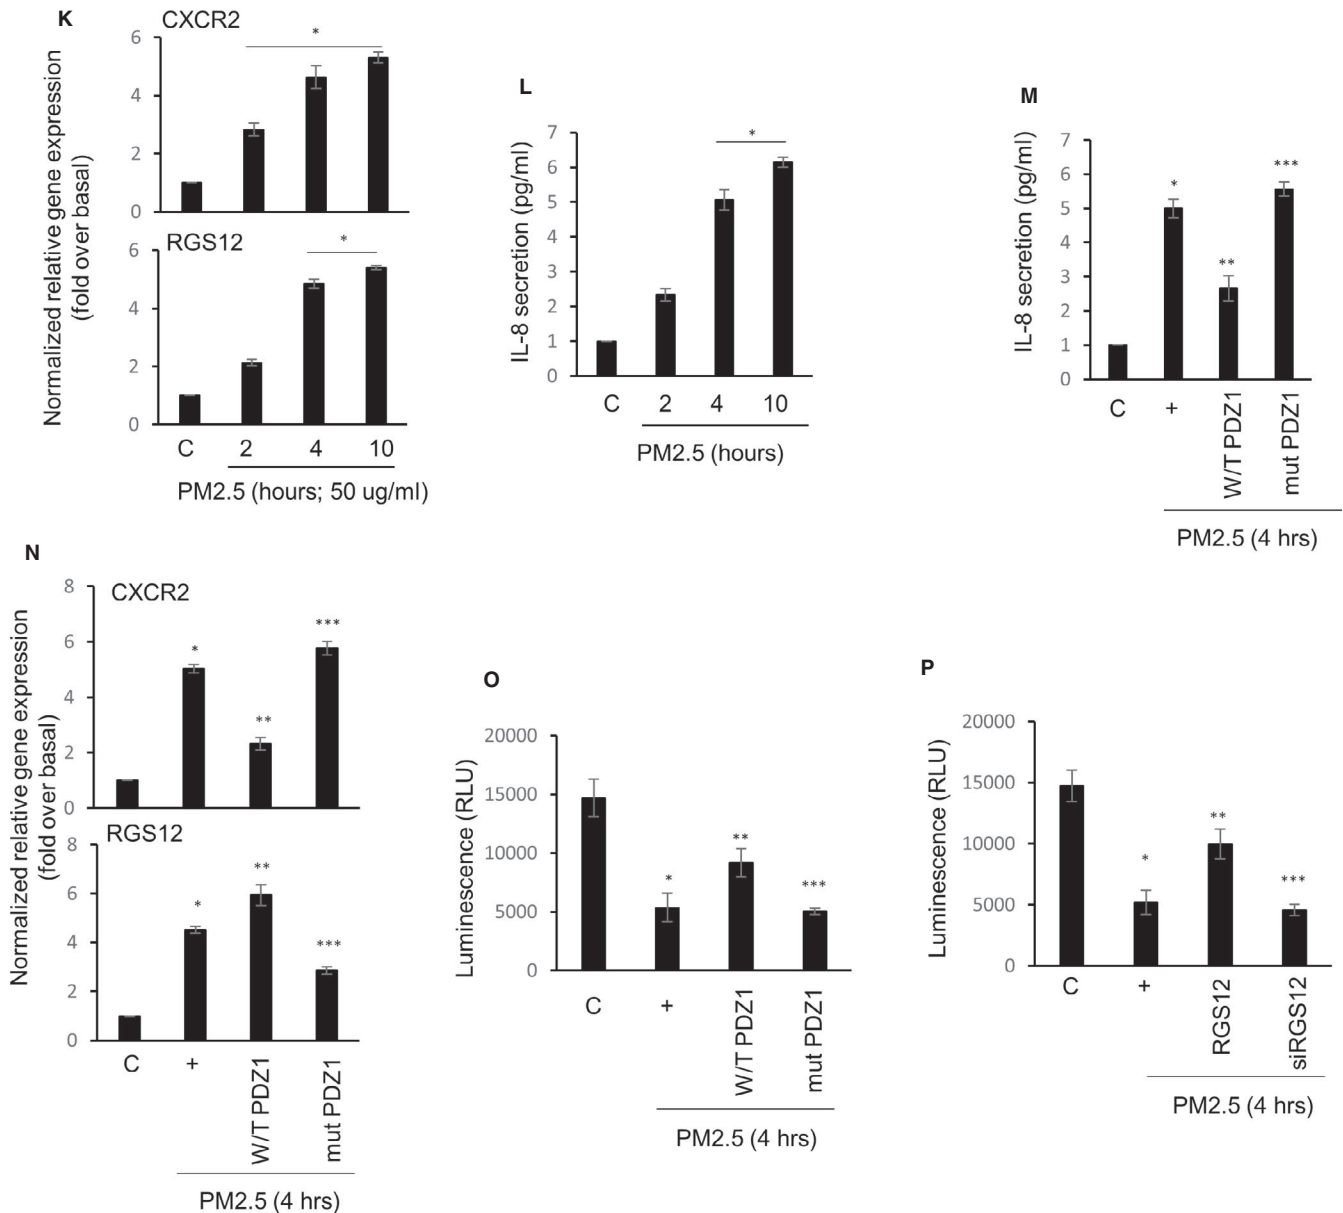 K
CXCR2
Normalized relative gene expression
(fold over basal)
6
*
4
2
0
RGS12
6
*
4
2
0
C 2 4 10
PM2.5 (hours; 50 ug/ml)
L
IL-8 secretion (pg/ml)
7
*
6
5
4
3
2
1
0
C 2 4 10
PM2.5 (hours)
M
IL-8 secretion (pg/ml)
7
6
5
4
3
2
1
0
* ** ***
C + W/T PDZ1 mut PDZ1
PM2.5 (4 hrs)
N
Normalized relative gene expression
(fold over basal)
CXCR2
8
6
4
2
0
* ** ***
RGS12
8
6
4
2
0
* ** ***
C + W/T PDZ1 mut PDZ1
PM2.5 (4 hrs)
O
Luminescence (RLU)
20000
15000
10000
5000
0
* ** ***
C + W/T PDZ1 mut PDZ1
PM2.5 (4 hrs)
P
Luminescence (RLU)
20000
15000
10000
5000
0
* ** ***
C + RGS12 siRGS12
PM2.5 (4 hrs)